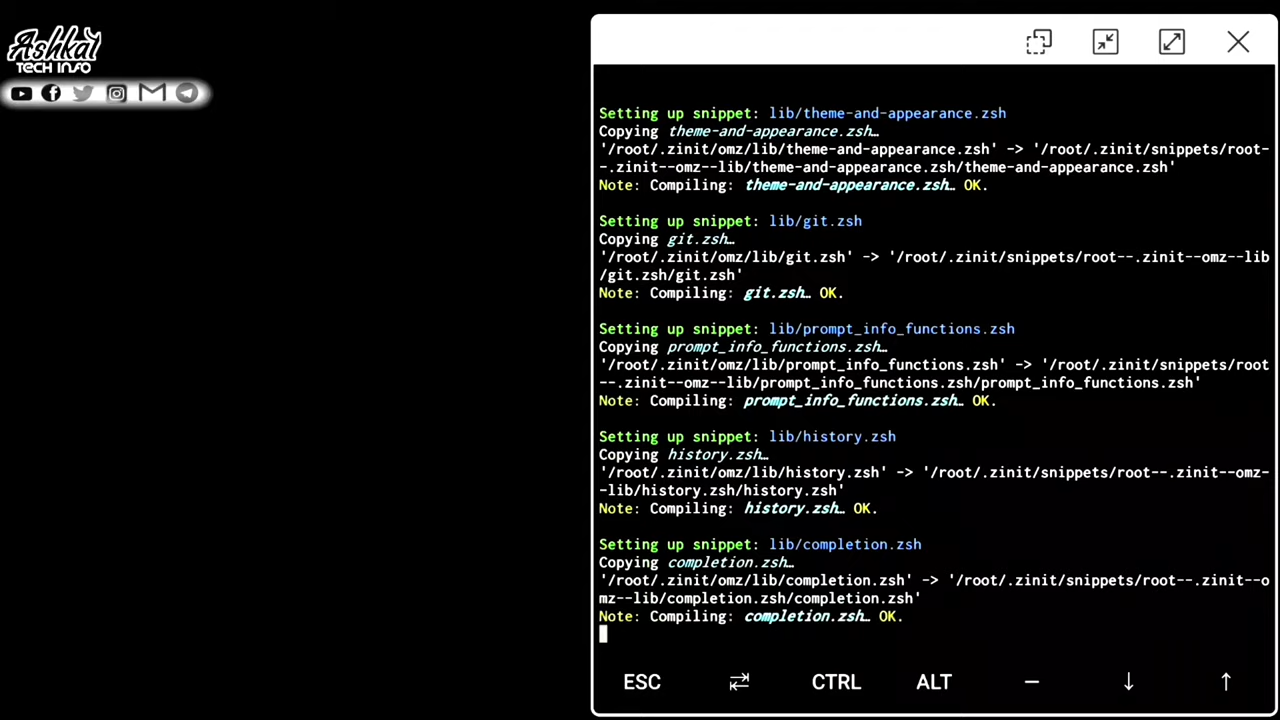 Ashkal
TECH INFO
Setting up snippet: lib/theme-and-appearance.zsh
Copying theme-and-appearance.zsh…
'/root/.zinit/omz/lib/theme-and-appearance.zsh' -> '/root/.zinit/snippets/root-
-.zinit--omz--lib/theme-and-appearance.zsh/theme-and-appearance.zsh'
Note: Compiling: theme-and-appearance.zsh… OK.
Setting up snippet: lib/git.zsh
Copying git.zsh…
'/root/.zinit/omz/lib/git.zsh' -> '/root/.zinit/snippets/root--.zinit--omz--lib
/git.zsh/git.zsh'
Note: Compiling: git.zsh… OK.
Setting up snippet: lib/prompt_info_functions.zsh
Copying prompt_info_functions.zsh…
'/root/.zinit/omz/lib/prompt_info_functions.zsh' -> '/root/.zinit/snippets/root
--.zinit--omz--lib/prompt_info_functions.zsh/prompt_info_functions.zsh'
Note: Compiling: prompt_info_functions.zsh… OK.
Setting up snippet: lib/history.zsh
Copying history.zsh…
'/root/.zinit/omz/lib/history.zsh' -> '/root/.zinit/snippets/root--.zinit--omz-
-lib/history.zsh/history.zsh'
Note: Compiling: history.zsh… OK.
Setting up snippet: lib/completion.zsh
Copying completion.zsh…
'/root/.zinit/omz/lib/completion.zsh' -> '/root/.zinit/snippets/root--.zinit--o
mz--lib/completion.zsh/completion.zsh'
Note: Compiling: completion.zsh… OK.
ESC ⇄ CTRL ALT — ↓ ↑